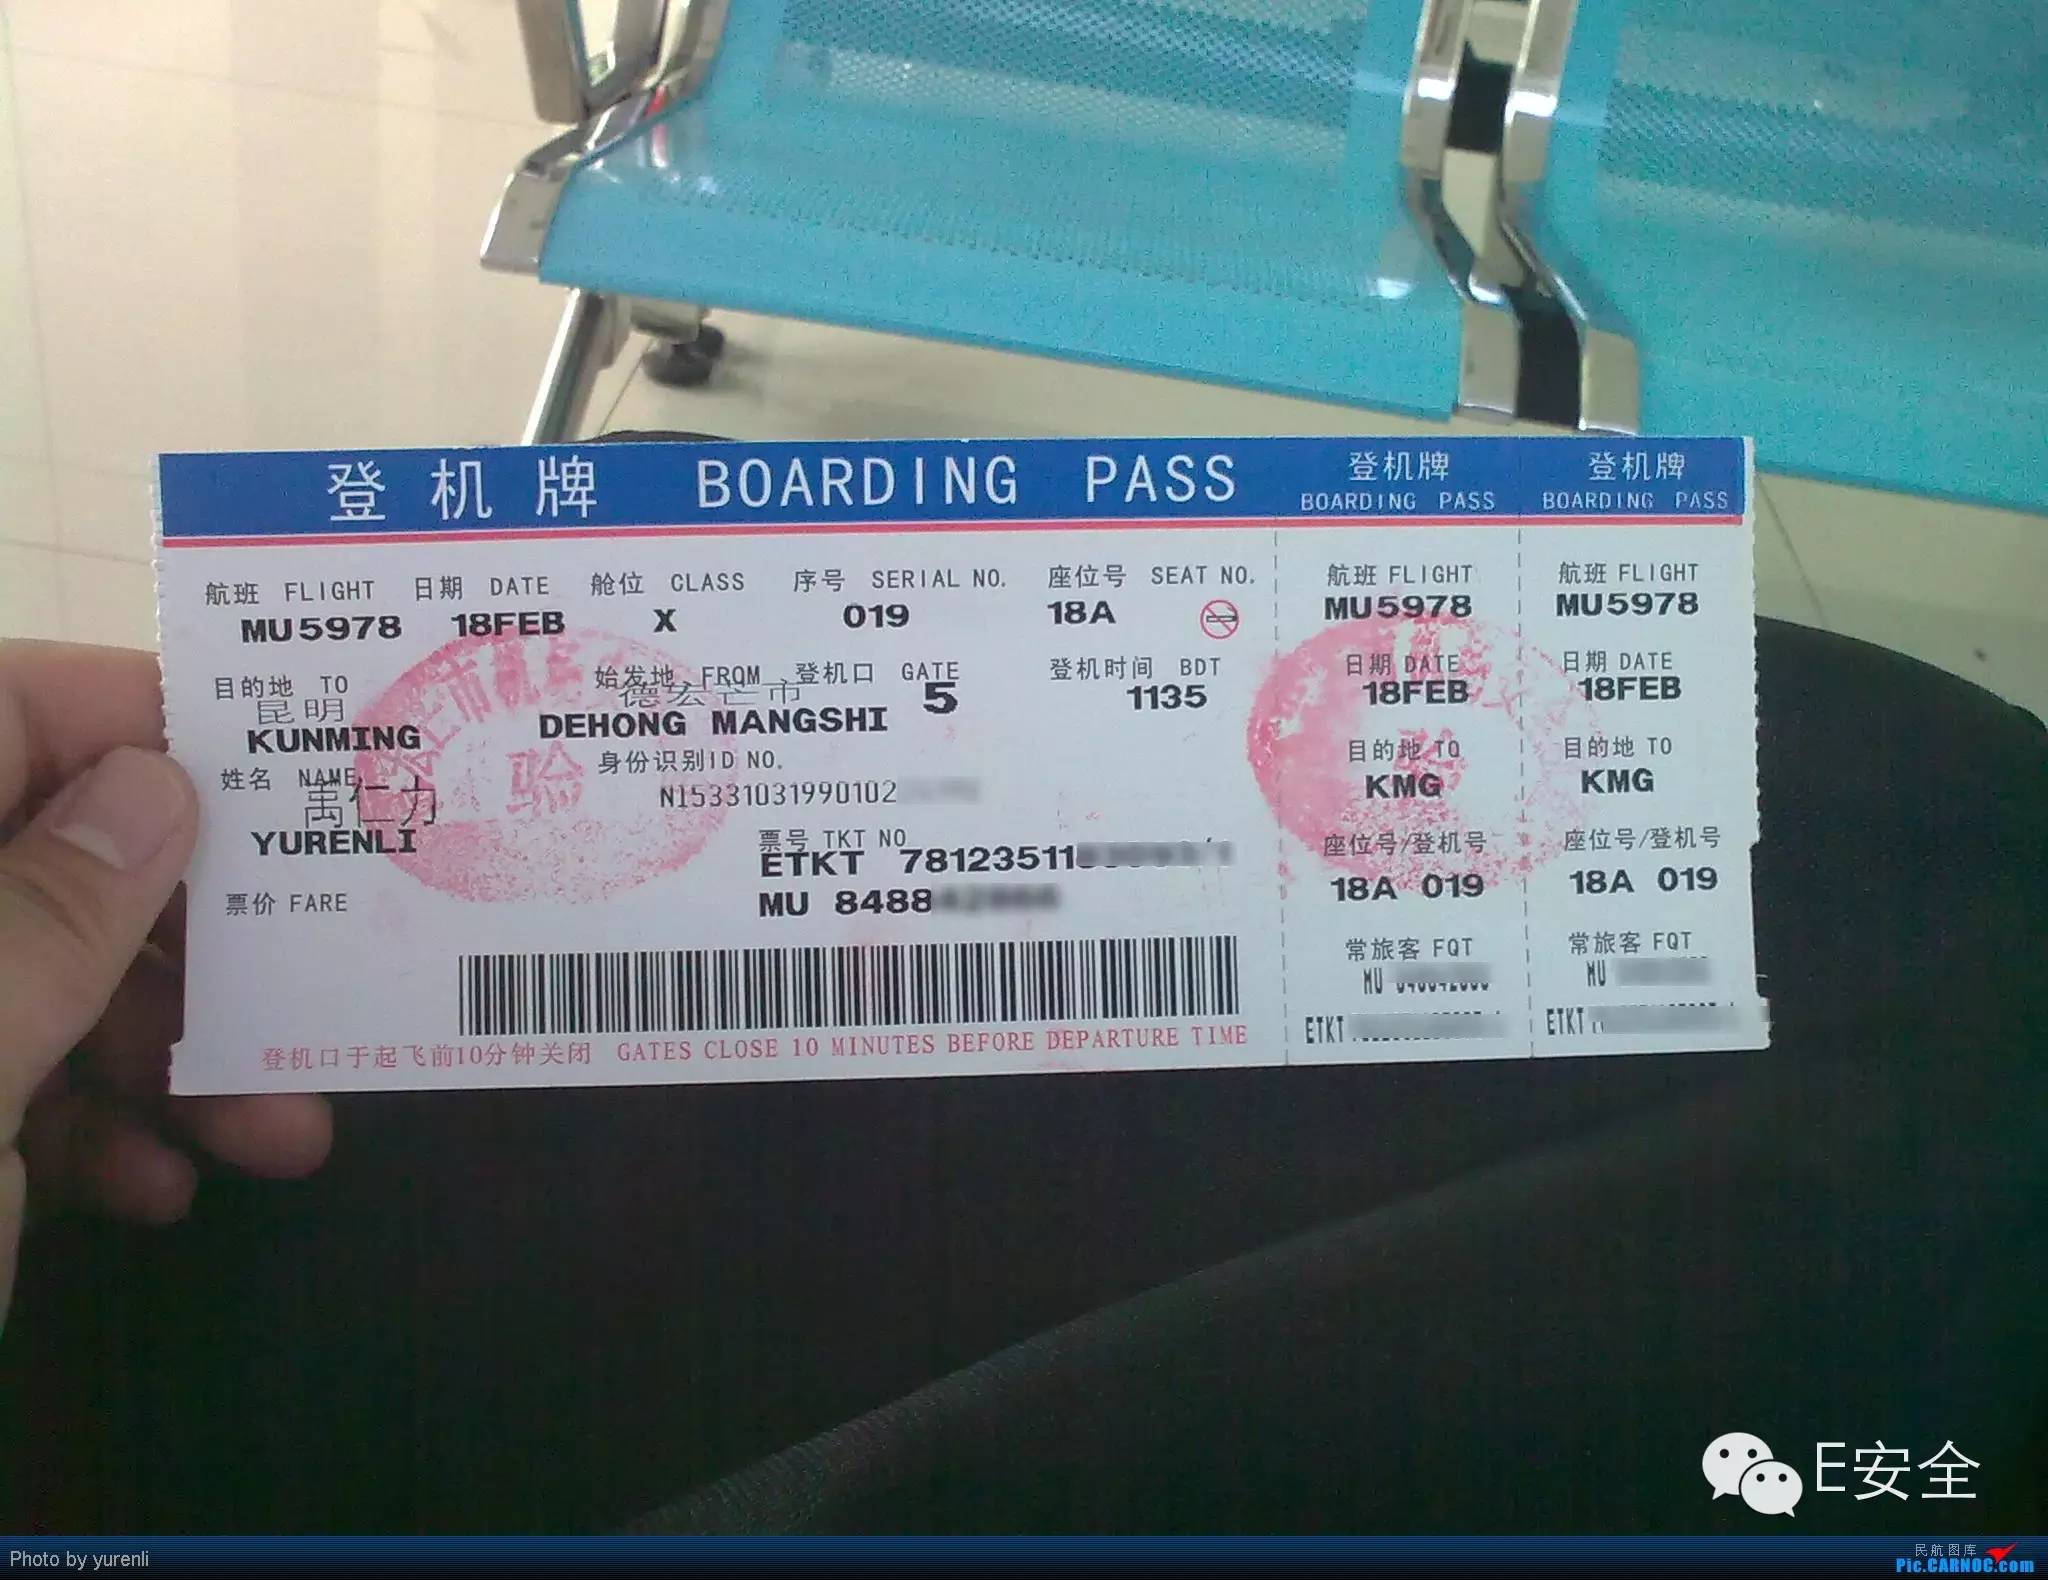 登机牌 BOARDING PASS
登机牌
BOARDING PASS
登机牌
BOARDING PASS
航班 FLIGHT 日期 DATE 舱位 CLASS 序号 SERIAL NO. 座位号 SEAT NO.
MU5978 18FEB X 019 18A
目的地 TO 始发地 FROM 登机口 GATE 登机时间 BDT
昆明 德宏芒市 5 1135
KUNMING DEHONG MANGSHI
姓名 NAME 身份识别ID NO.
禹仁力 NI5331031990102
YURENLI
票号 TKT NO
ETKT 781235118
票价 FARE
MU 8488
登机口于起飞前10分钟关闭 GATES CLOSE 10 MINUTES BEFORE DEPARTURE TIME
航班 FLIGHT
MU5978
日期 DATE
18FEB
目的地 TO
KMG
座位号/登机号
18A 019
常旅客 FQT
MU
ETKT
航班 FLIGHT
MU5978
日期 DATE
18FEB
目的地 TO
KMG
座位号/登机号
18A 019
常旅客 FQT
MU
ETKT
验
E安全
Photo by yurenli
民航图库
Pic.CARNOC.com